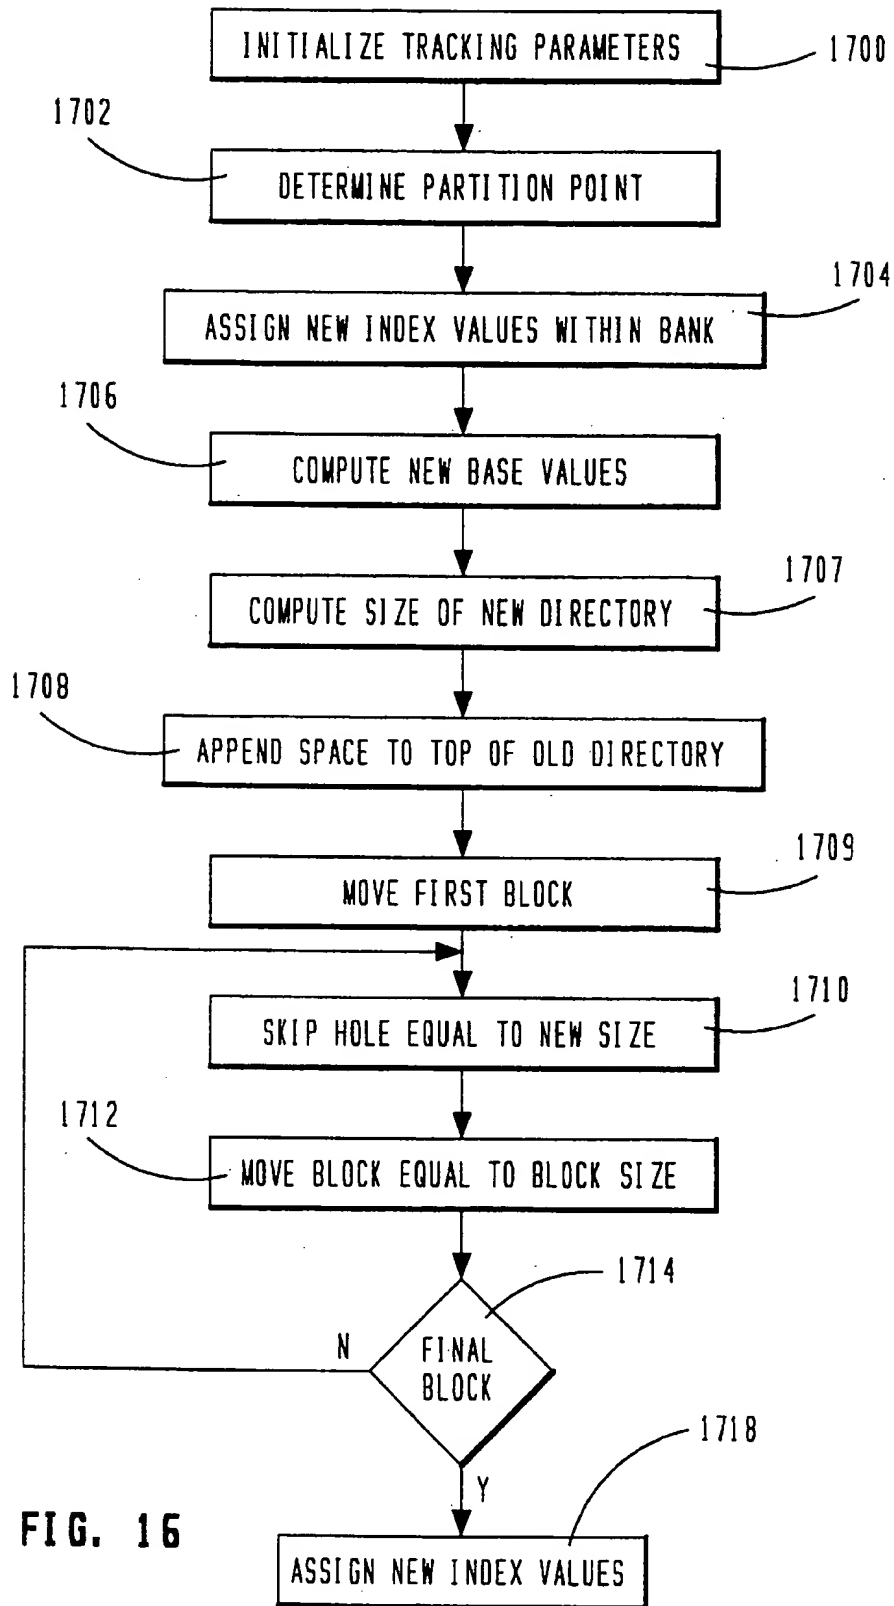 INITIALIZE TRACKING PARAMETERS
1700
1702
DETERMINE PARTITION POINT
1704
ASSIGN NEW INDEX VALUES WITHIN BANK
1706
COMPUTE NEW BASE VALUES
1707
COMPUTE SIZE OF NEW DIRECTORY
1708
APPEND SPACE TO TOP OF OLD DIRECTORY
1709
MOVE FIRST BLOCK
1710
SKIP HOLE EQUAL TO NEW SIZE
1712
MOVE BLOCK EQUAL TO BLOCK SIZE
1714
N
FINAL
BLOCK
1718
Y
FIG. 16
ASSIGN NEW INDEX VALUES